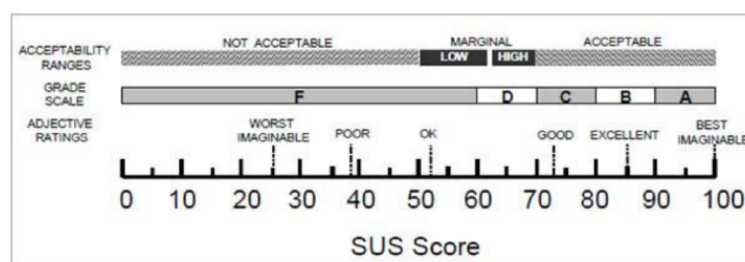 NOT ACCEPTABLE MARGINAL ACCEPTABLE
ACCEPTABILITY RANGES LOW HIGH
GRADE SCALE F D C B A
ADJECTIVE RATINGS WORST IMAGINABLE POOR OK GOOD EXCELLENT BEST IMAGINABLE
0 10 20 30 40 50 60 70 80 90 100
SUS Score